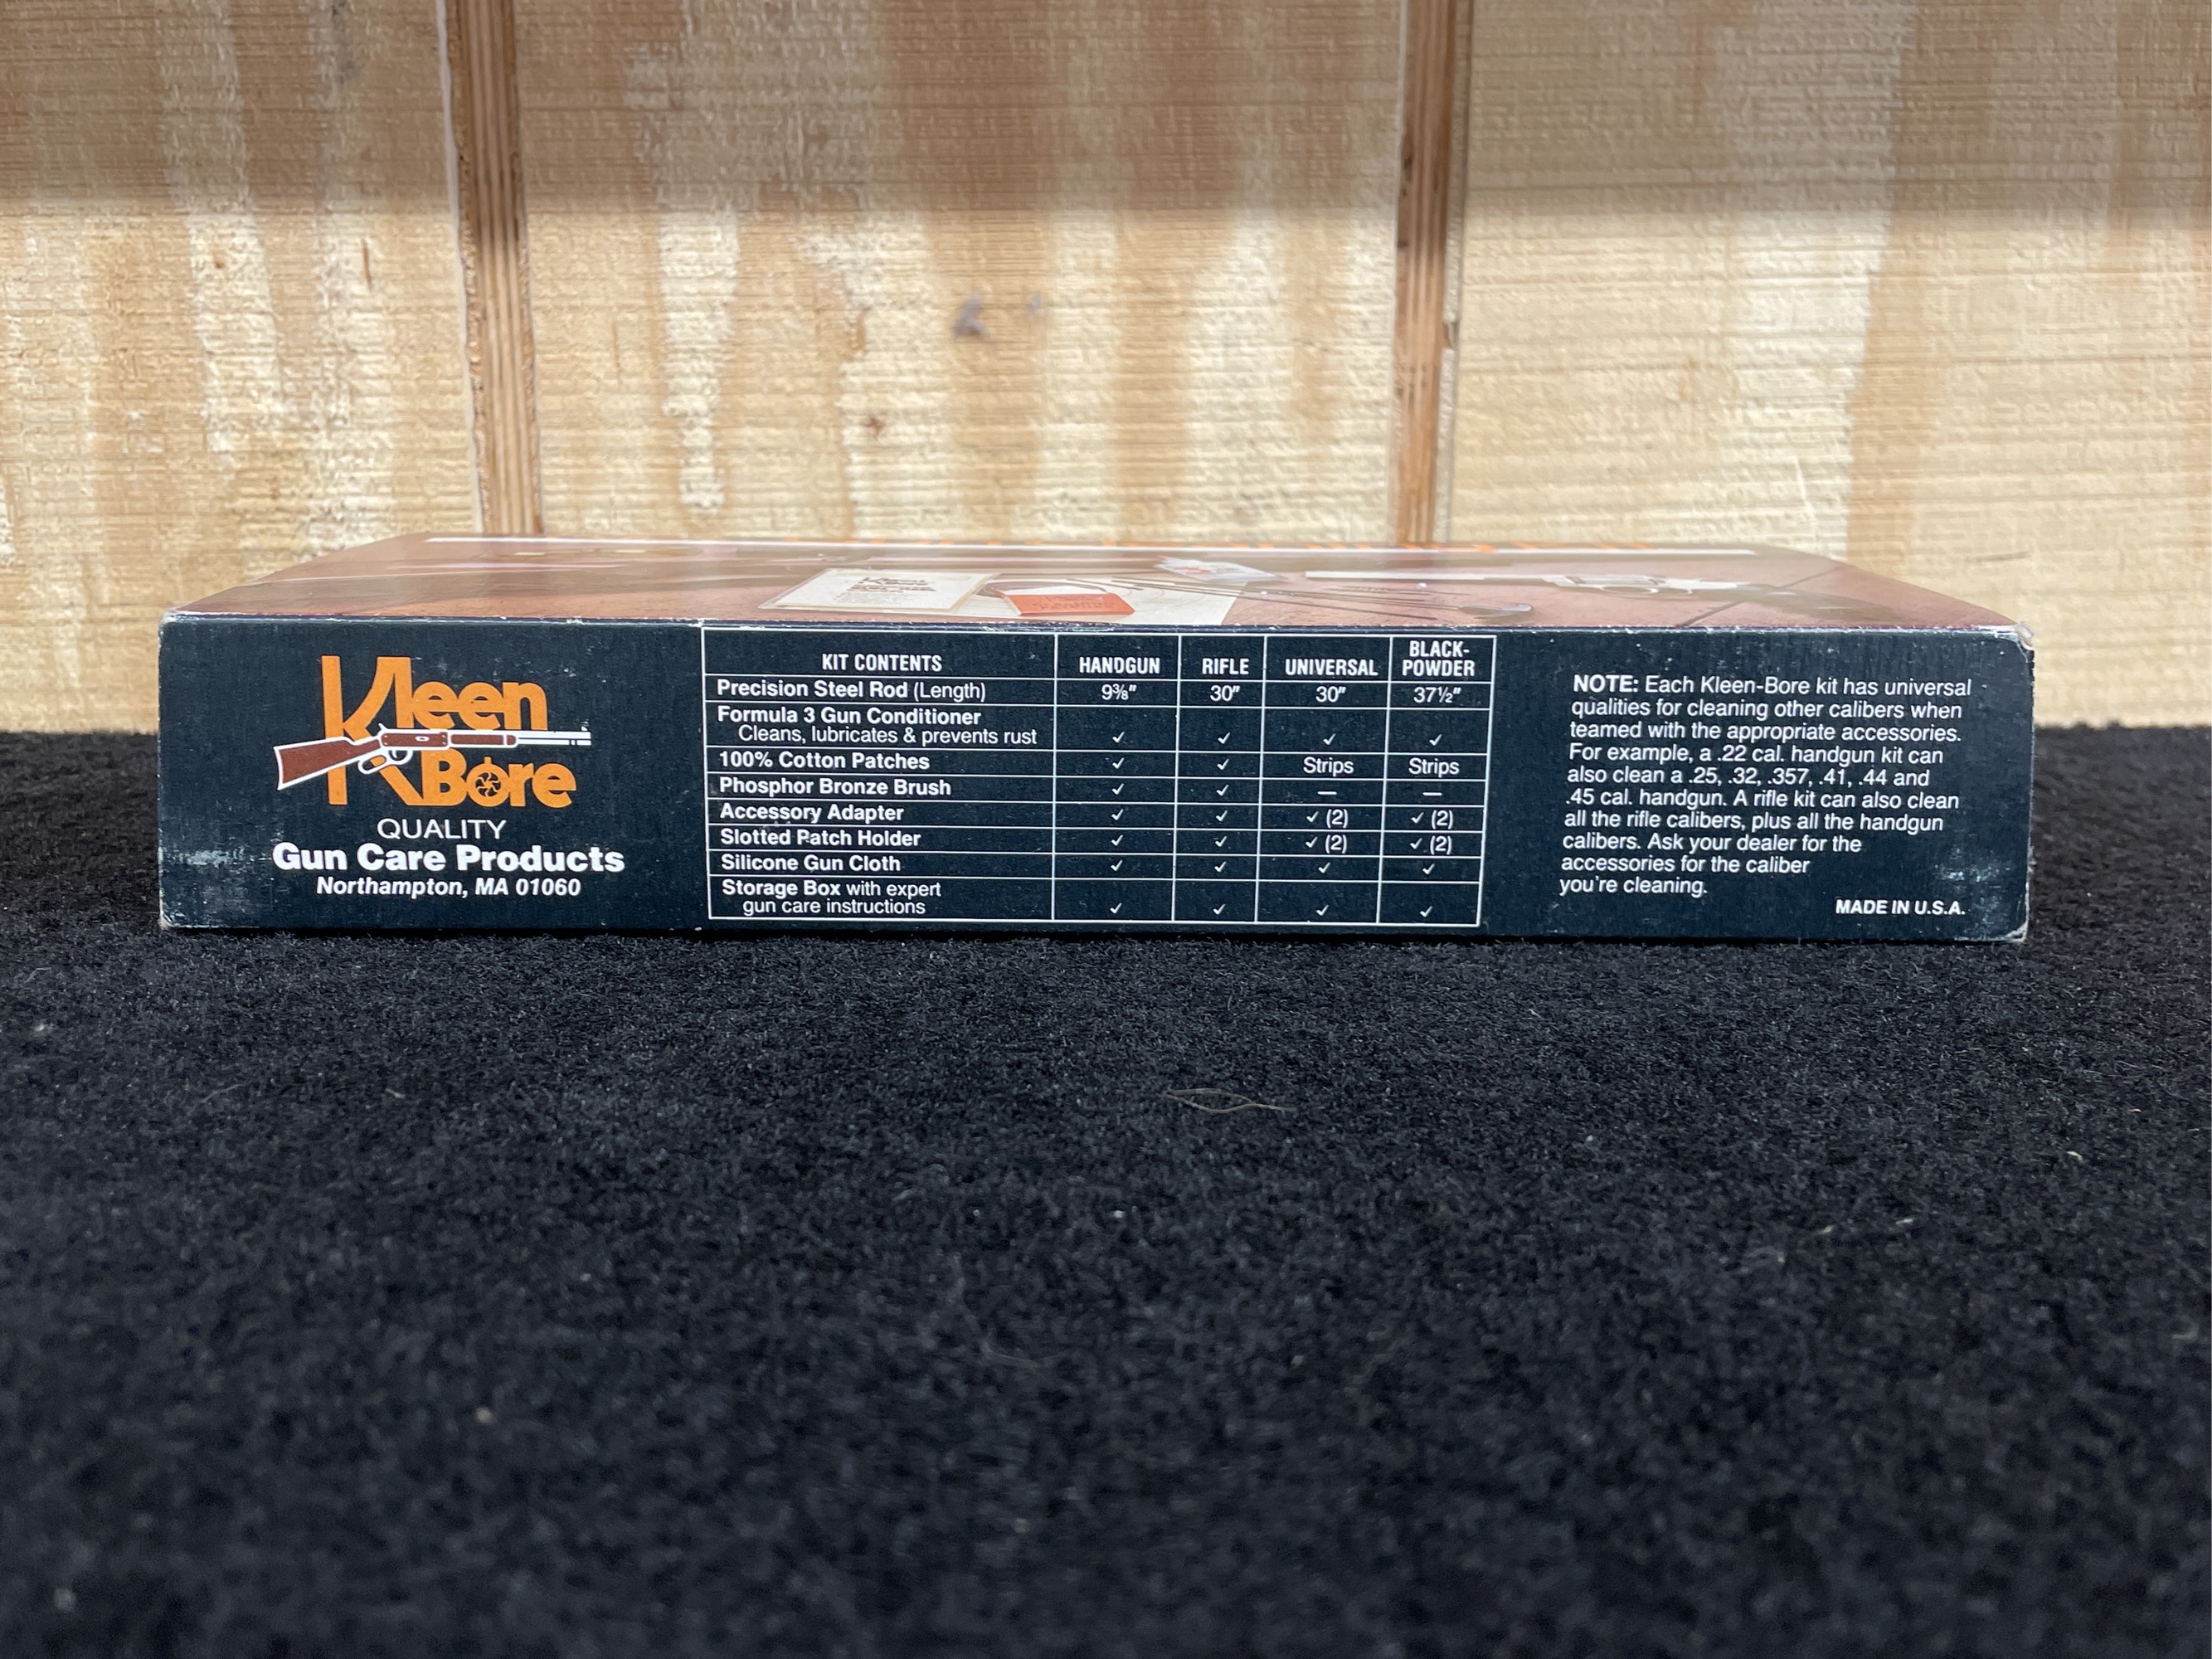 Kleen
Bore
QUALITY
Gun Care Products
Northampton, MA 01060
KIT CONTENTS HANDGUN RIFLE UNIVERSAL BLACK-POWDER
Precision Steel Rod (Length) 9⅜" 30" 30" 37½"
Formula 3 Gun Conditioner
Cleans, lubricates & prevents rust ✓ ✓ ✓ ✓
100% Cotton Patches ✓ ✓ Strips Strips
Phosphor Bronze Brush ✓ ✓ — —
Accessory Adapter ✓ ✓ ✓ (2) ✓ (2)
Slotted Patch Holder ✓ ✓ ✓ (2) ✓ (2)
Silicone Gun Cloth ✓ ✓ ✓ ✓
Storage Box with expert
gun care instructions ✓ ✓ ✓ ✓
NOTE: Each Kleen-Bore kit has universal
qualities for cleaning other calibers when
teamed with the appropriate accessories.
For example, a .22 cal. handgun kit can
also clean a .25, .32, .357, .41, .44 and
.45 cal. handgun. A rifle kit can also clean
all the rifle calibers, plus all the handgun
calibers. Ask your dealer for the
accessories for the caliber
you're cleaning.
MADE IN U.S.A.